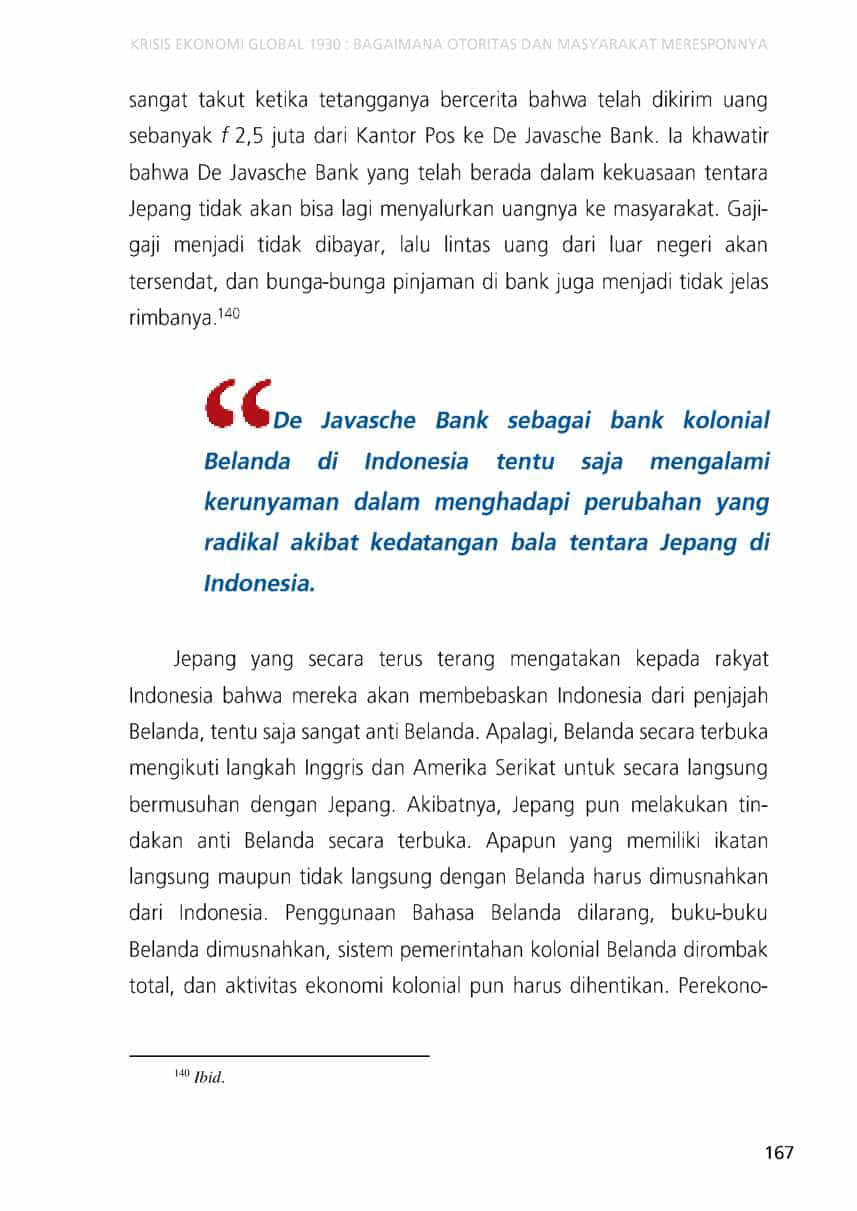 KRISIS EKONOMI GLOBAL 1930 : BAGAIMANA OTORITAS DAN MASYARAKAT MERESPONNYA
sangat takut ketika tetangganya bercerita bahwa telah dikirim uang
sebanyak f 2,5 juta dari Kantor Pos ke De Javasche Bank. Ia khawatir
bahwa De Javasche Bank yang telah berada dalam kekuasaan tentara
Jepang tidak akan bisa lagi menyalurkan uangnya ke masyarakat. Gaji-
gaji menjadi tidak dibayar, lalu lintas uang dari luar negeri akan
tersendat, dan bunga-bunga pinjaman di bank juga menjadi tidak jelas
rimbanya.140
“De Javasche Bank sebagai bank kolonial
Belanda di Indonesia tentu saja mengalami
kerunyaman dalam menghadapi perubahan yang
radikal akibat kedatangan bala tentara Jepang di
Indonesia.
Jepang yang secara terus terang mengatakan kepada rakyat
Indonesia bahwa mereka akan membebaskan Indonesia dari penjajah
Belanda, tentu saja sangat anti Belanda. Apalagi, Belanda secara terbuka
mengikuti langkah Inggris dan Amerika Serikat untuk secara langsung
bermusuhan dengan Jepang. Akibatnya, Jepang pun melakukan tin-
dakan anti Belanda secara terbuka. Apapun yang memiliki ikatan
langsung maupun tidak langsung dengan Belanda harus dimusnahkan
dari Indonesia. Penggunaan Bahasa Belanda dilarang, buku-buku
Belanda dimusnahkan, sistem pemerintahan kolonial Belanda dirombak
total, dan aktivitas ekonomi kolonial pun harus dihentikan. Perekono-
140 Ibid.
167